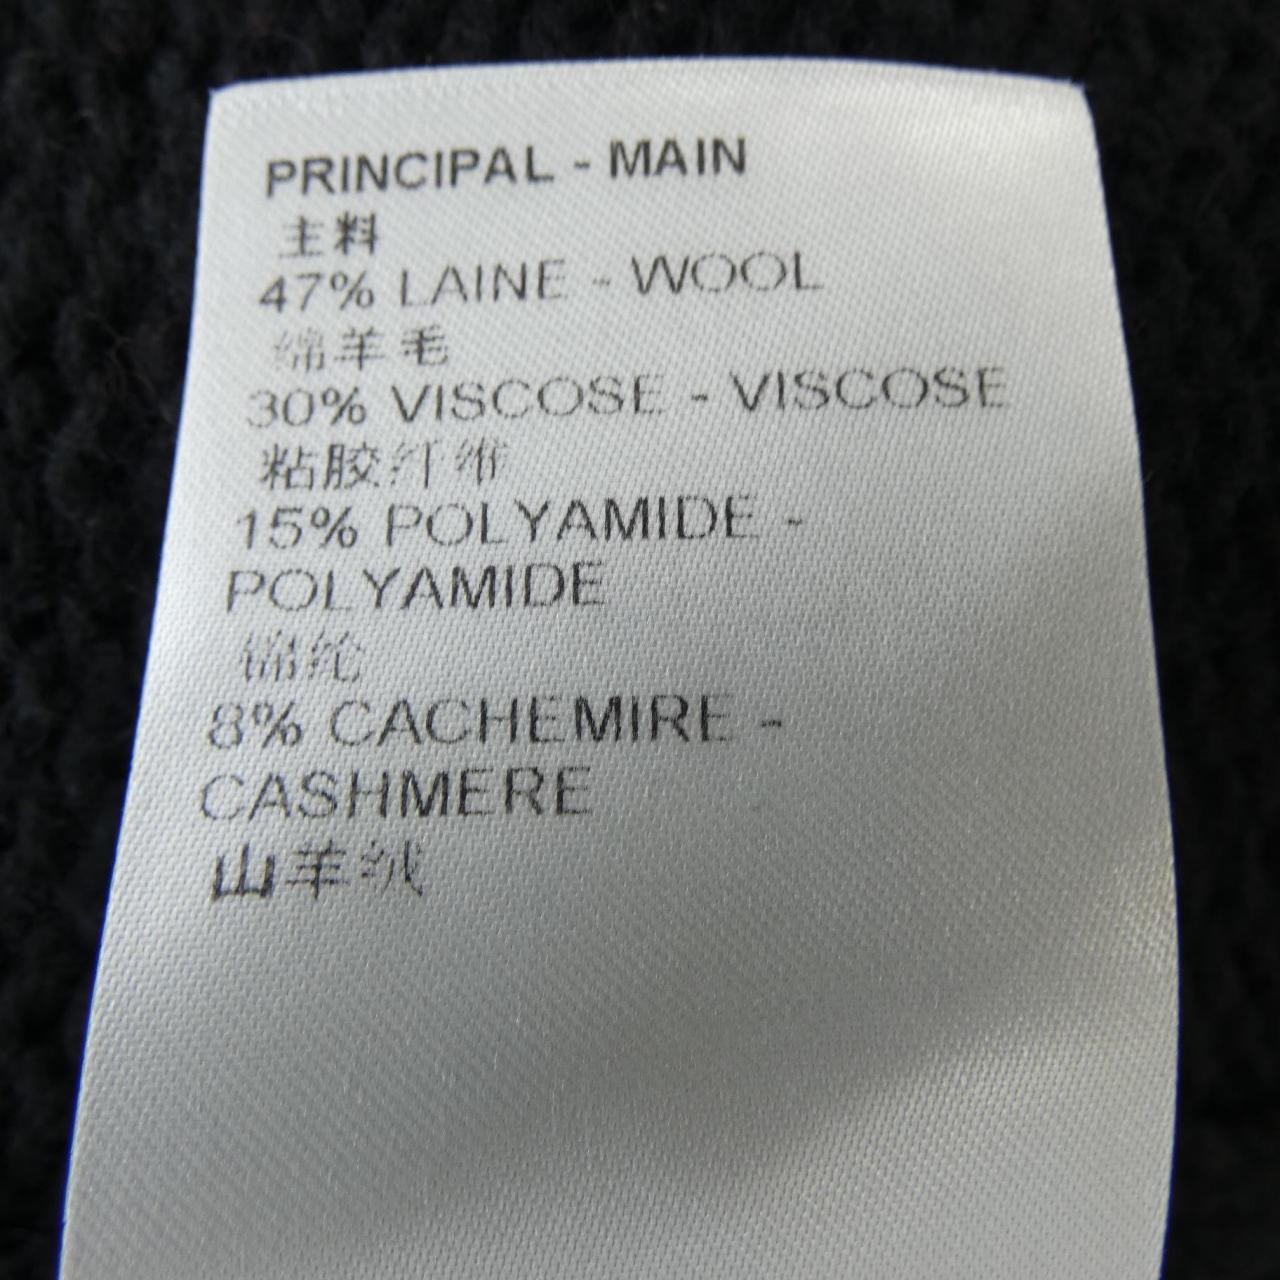 PRINCIPAL - MAIN
主料
47% LAINE - WOOL
绵羊毛
30% VISCOSE - VISCOSE
粘胶纤维
15% POLYAMIDE -
POLYAMIDE
锦纶
8% CACHEMIRE -
CASHMERE
山羊绒